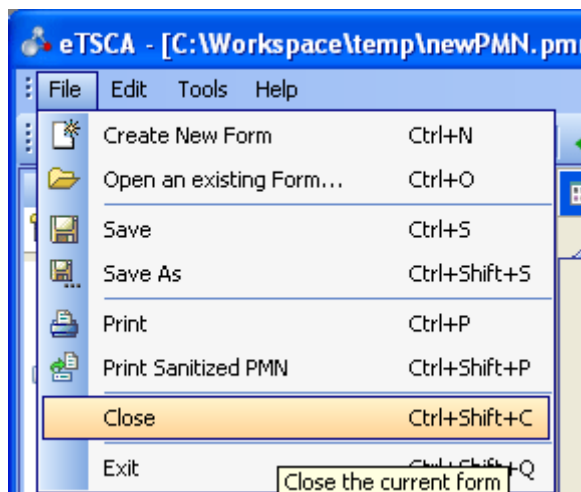 eTSCA - [C:\Workspace\temp\newPMN.pm
File Edit Tools Help
Create New Form Ctrl+N
Open an existing Form... Ctrl+O
Save Ctrl+S
Save As Ctrl+Shift+S
Print Ctrl+P
Print Sanitized PMN Ctrl+Shift+P
Close Ctrl+Shift+C
Exit Ctrl+Shift+Q
Close the current form